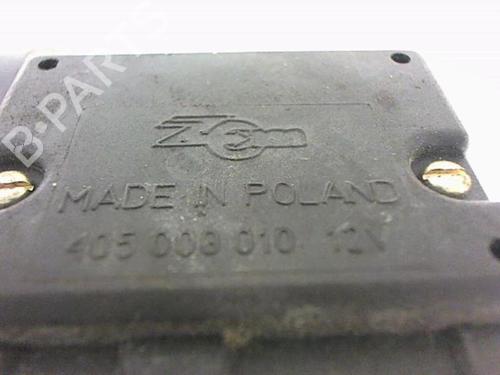 B-PARTS
Zem
MADE IN POLAND
405 003 010 12V